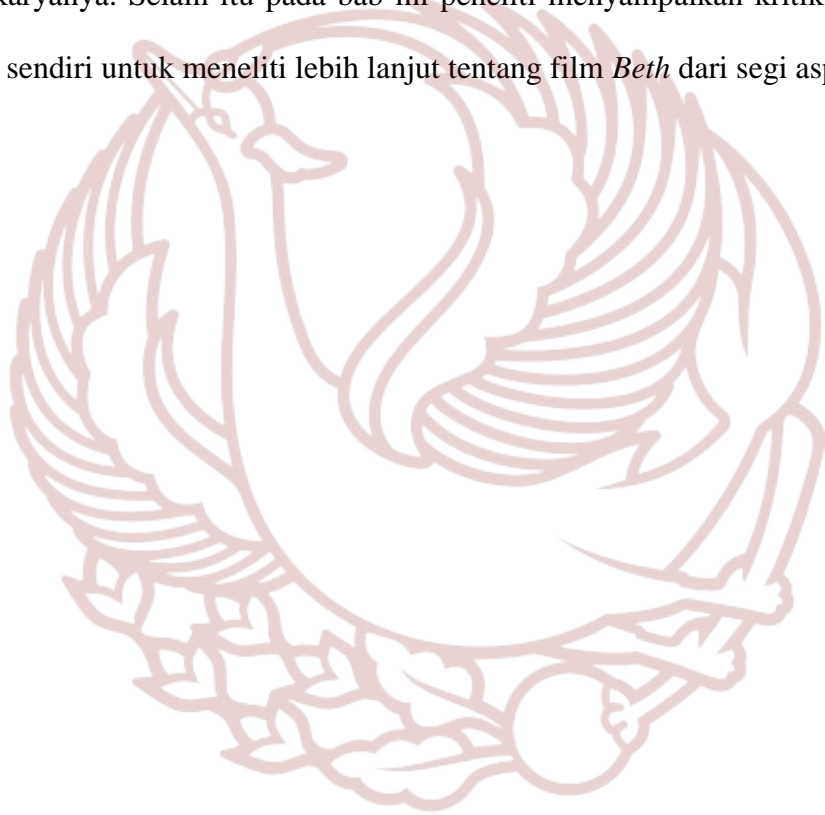 karyanya. Selain itu pada bab ini peneliti menyampaikan kritik
sendiri untuk meneliti lebih lanjut tentang film Beth dari segi